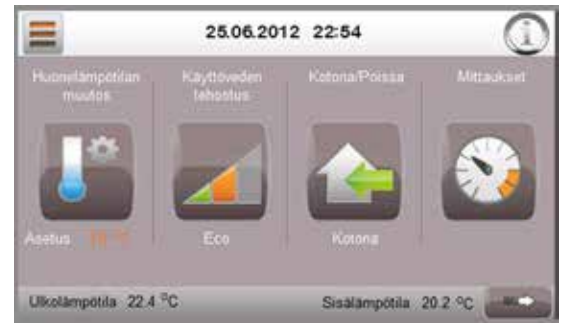 25.06.2012 22:54
Huonelämpötilan
muutos
Käyttöveden
tehostus
Kotona/Poissa
Mittaukset
Asetus
Eco
Kotona
Ulkolämpötila 22.4 °C
Sisälämpötila 20.2 °C